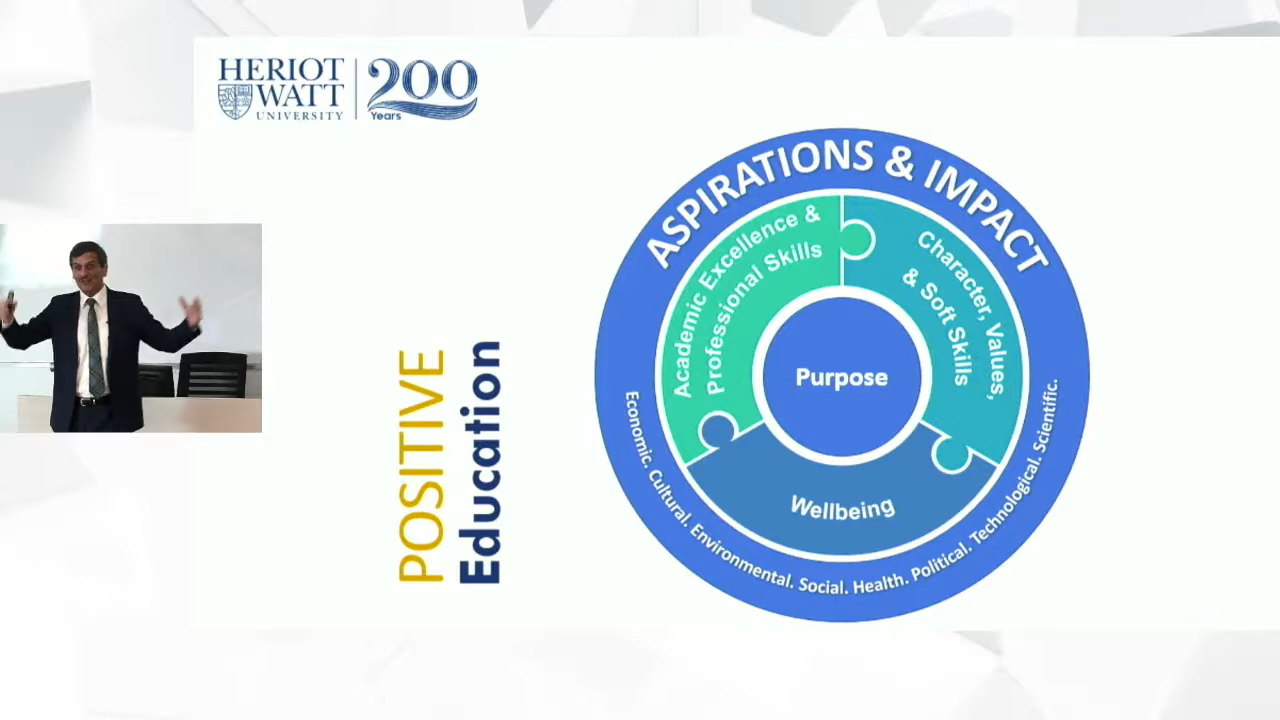 HERIOT
WATT
UNIVERSITY
200
Years
POSITIVE
Education
ASPIRATIONS & IMPACT
Academic Excellence &
Professional Skills
Character, Values,
& Soft Skills
Purpose
Wellbeing
Economic. Cultural. Environmental. Social. Health. Political. Technological. Scientific.